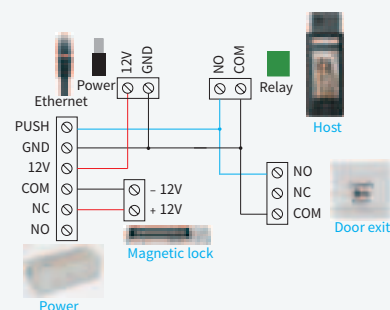 12V
GND
Power
Ethernet
NO
COM
Relay
Host
PUSH
GND
12V
COM
NC
NO
– 12V
+ 12V
Magnetic lock
Power
NO
NC
COM
Door exit